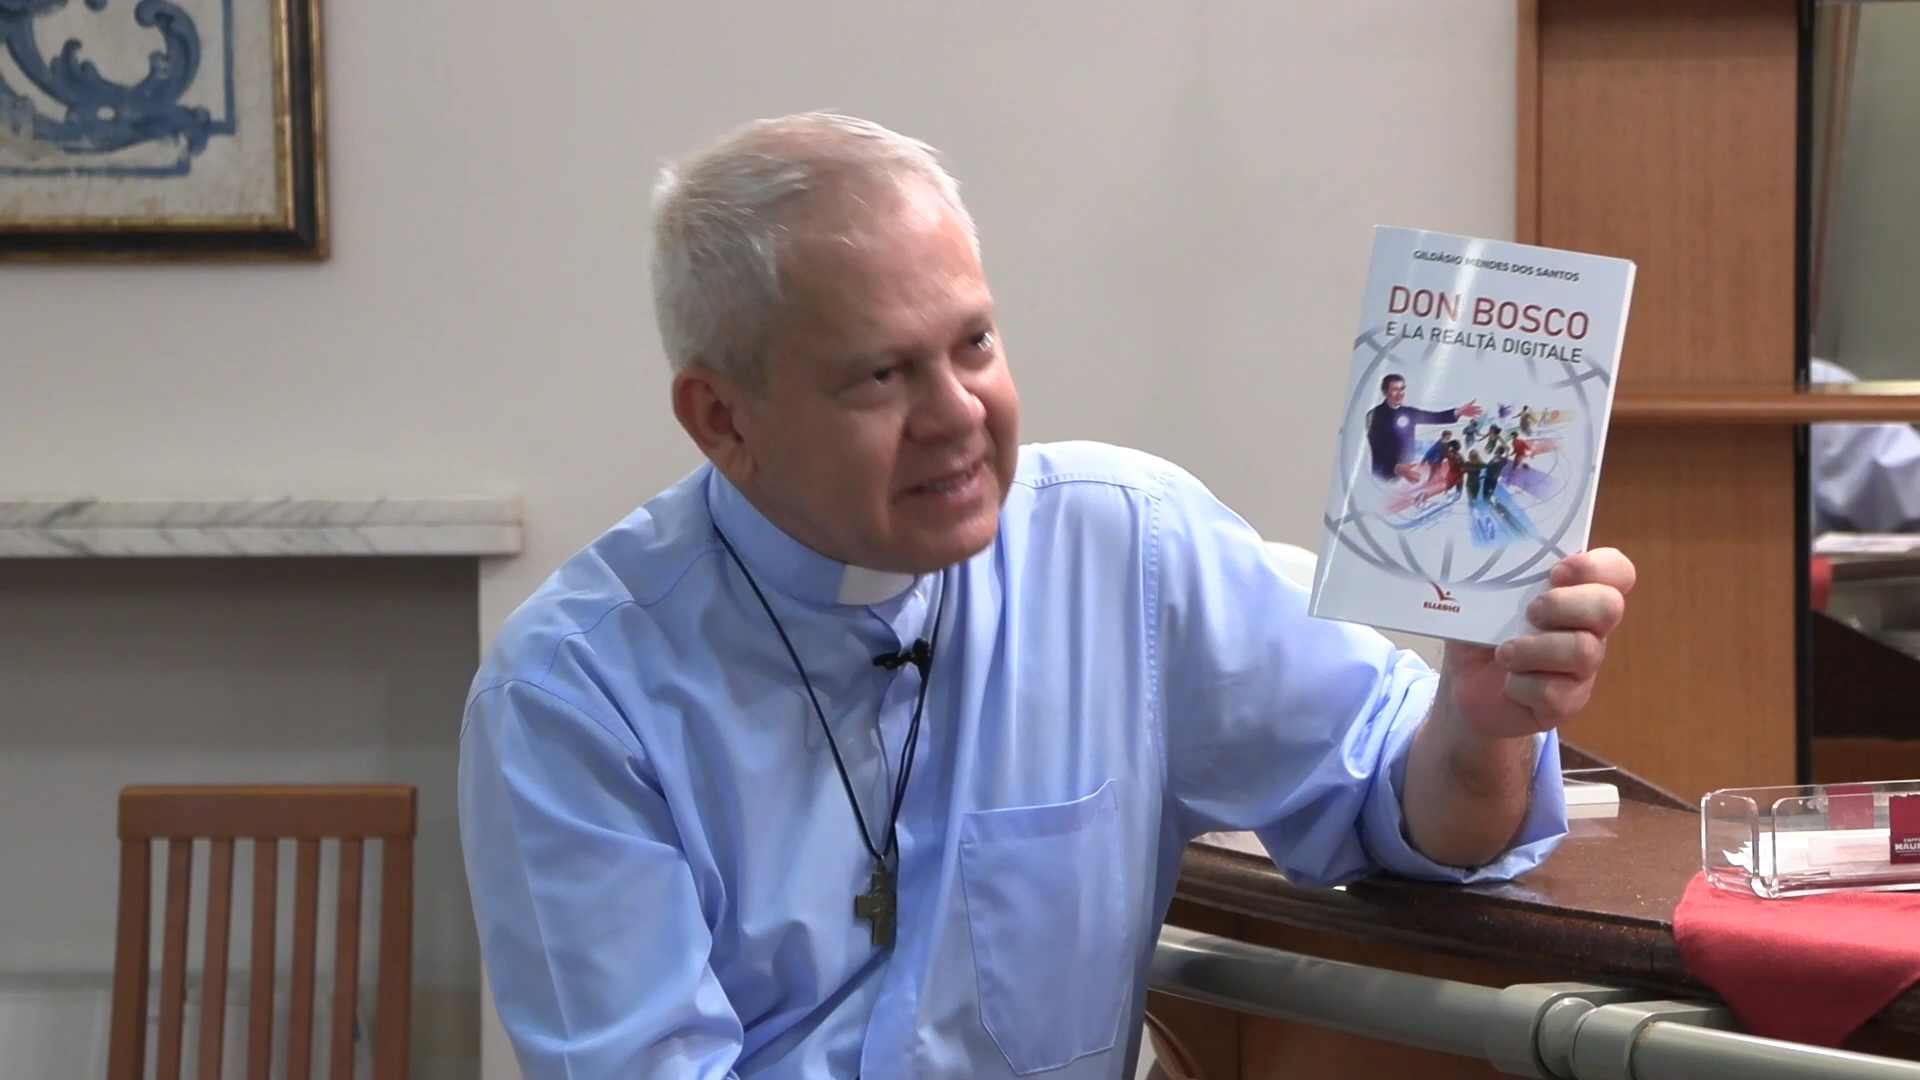 GILDÁSIO MENDES DOS SANTOS
DON BOSCO
E LA REALTÀ DIGITALE
ELLEDICI